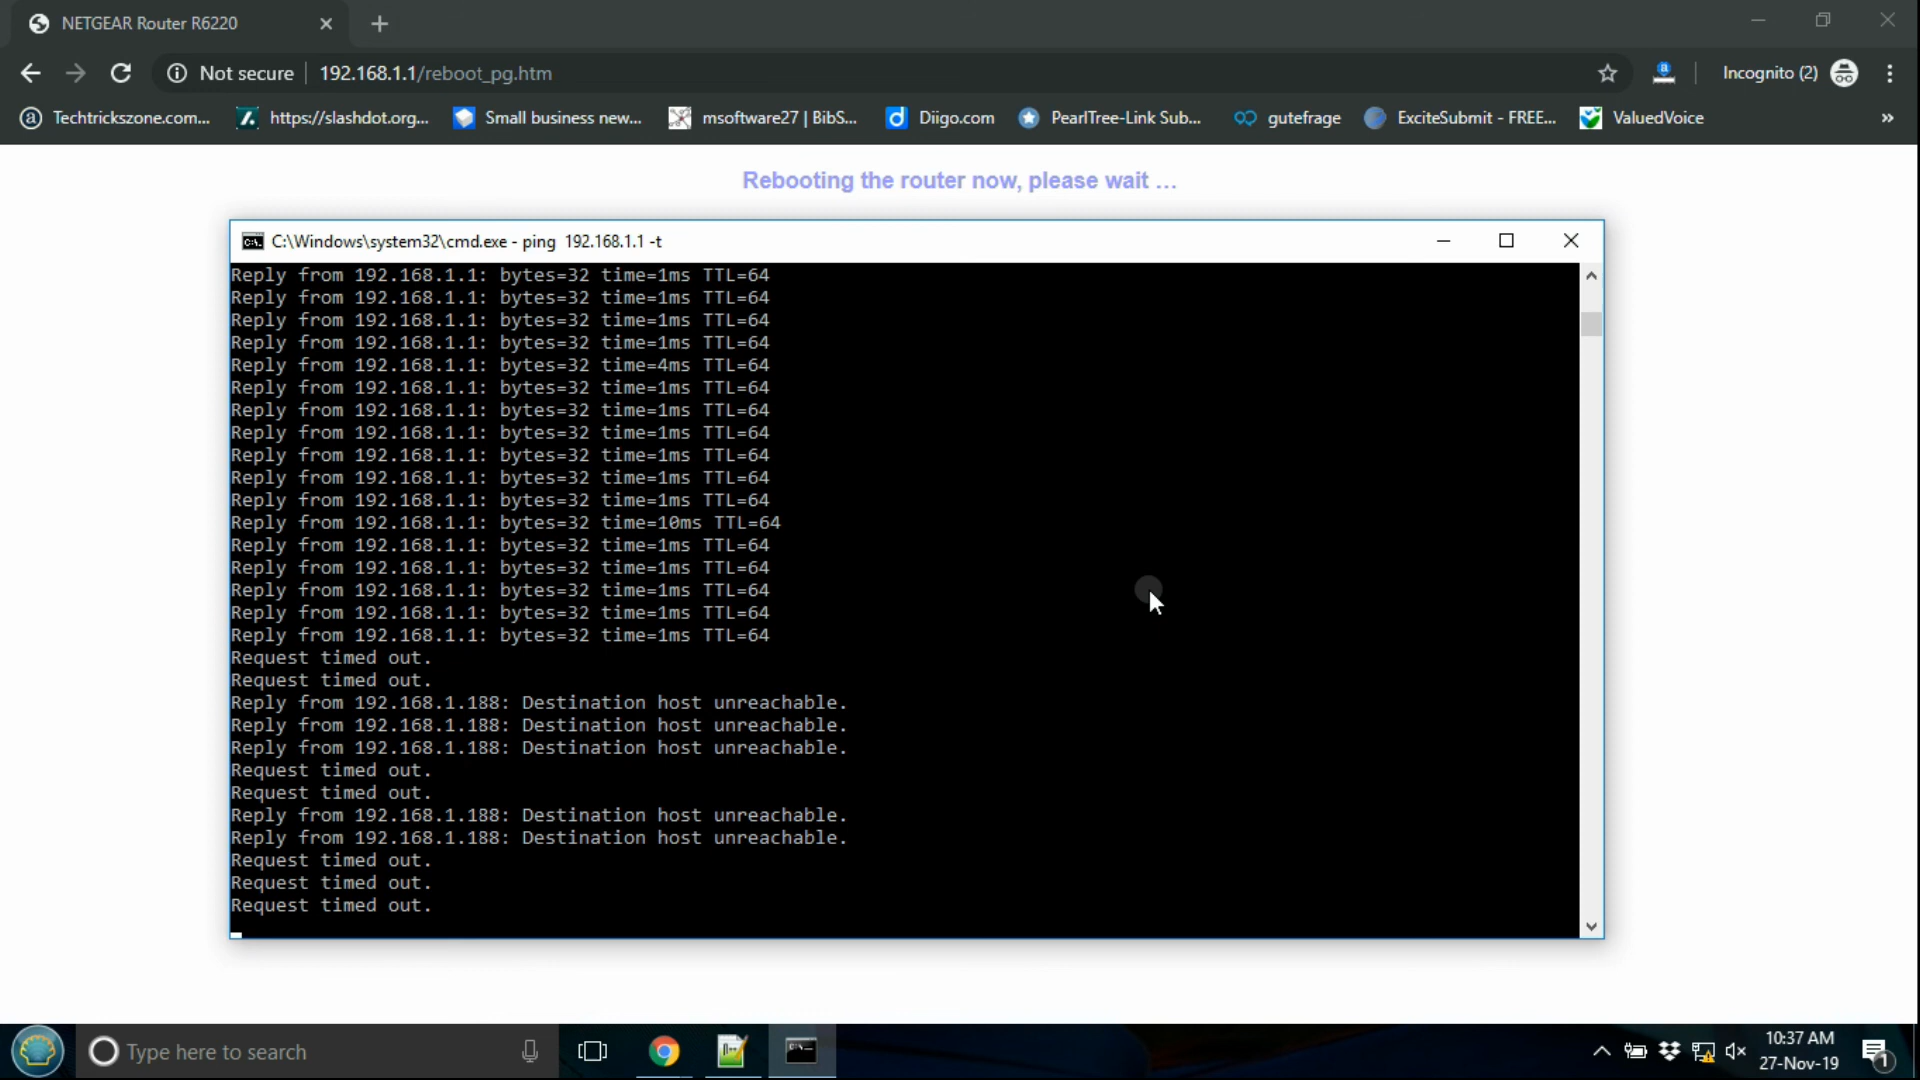 NETGEAR Router R6220
Not secure 192.168.1.1/reboot_pg.htm Incognito (2)
Techtrickszone.com... https://slashdot.org... Small business new... msoftware27 | BibS... Diigo.com PearlTree-Link Sub... gutefrage ExciteSubmit - FREE... ValuedVoice »
Rebooting the router now, please wait ...
C:\Windows\system32\cmd.exe - ping 192.168.1.1 -t
Reply from 192.168.1.1: bytes=32 time=1ms TTL=64
Reply from 192.168.1.1: bytes=32 time=1ms TTL=64
Reply from 192.168.1.1: bytes=32 time=1ms TTL=64
Reply from 192.168.1.1: bytes=32 time=1ms TTL=64
Reply from 192.168.1.1: bytes=32 time=4ms TTL=64
Reply from 192.168.1.1: bytes=32 time=1ms TTL=64
Reply from 192.168.1.1: bytes=32 time=1ms TTL=64
Reply from 192.168.1.1: bytes=32 time=1ms TTL=64
Reply from 192.168.1.1: bytes=32 time=1ms TTL=64
Reply from 192.168.1.1: bytes=32 time=1ms TTL=64
Reply from 192.168.1.1: bytes=32 time=1ms TTL=64
Reply from 192.168.1.1: bytes=32 time=10ms TTL=64
Reply from 192.168.1.1: bytes=32 time=1ms TTL=64
Reply from 192.168.1.1: bytes=32 time=1ms TTL=64
Reply from 192.168.1.1: bytes=32 time=1ms TTL=64
Reply from 192.168.1.1: bytes=32 time=1ms TTL=64
Reply from 192.168.1.1: bytes=32 time=1ms TTL=64
Request timed out.
Request timed out.
Reply from 192.168.1.188: Destination host unreachable.
Reply from 192.168.1.188: Destination host unreachable.
Reply from 192.168.1.188: Destination host unreachable.
Request timed out.
Request timed out.
Reply from 192.168.1.188: Destination host unreachable.
Reply from 192.168.1.188: Destination host unreachable.
Request timed out.
Request timed out.
Request timed out.
Type here to search
10:37 AM
27-Nov-19
1